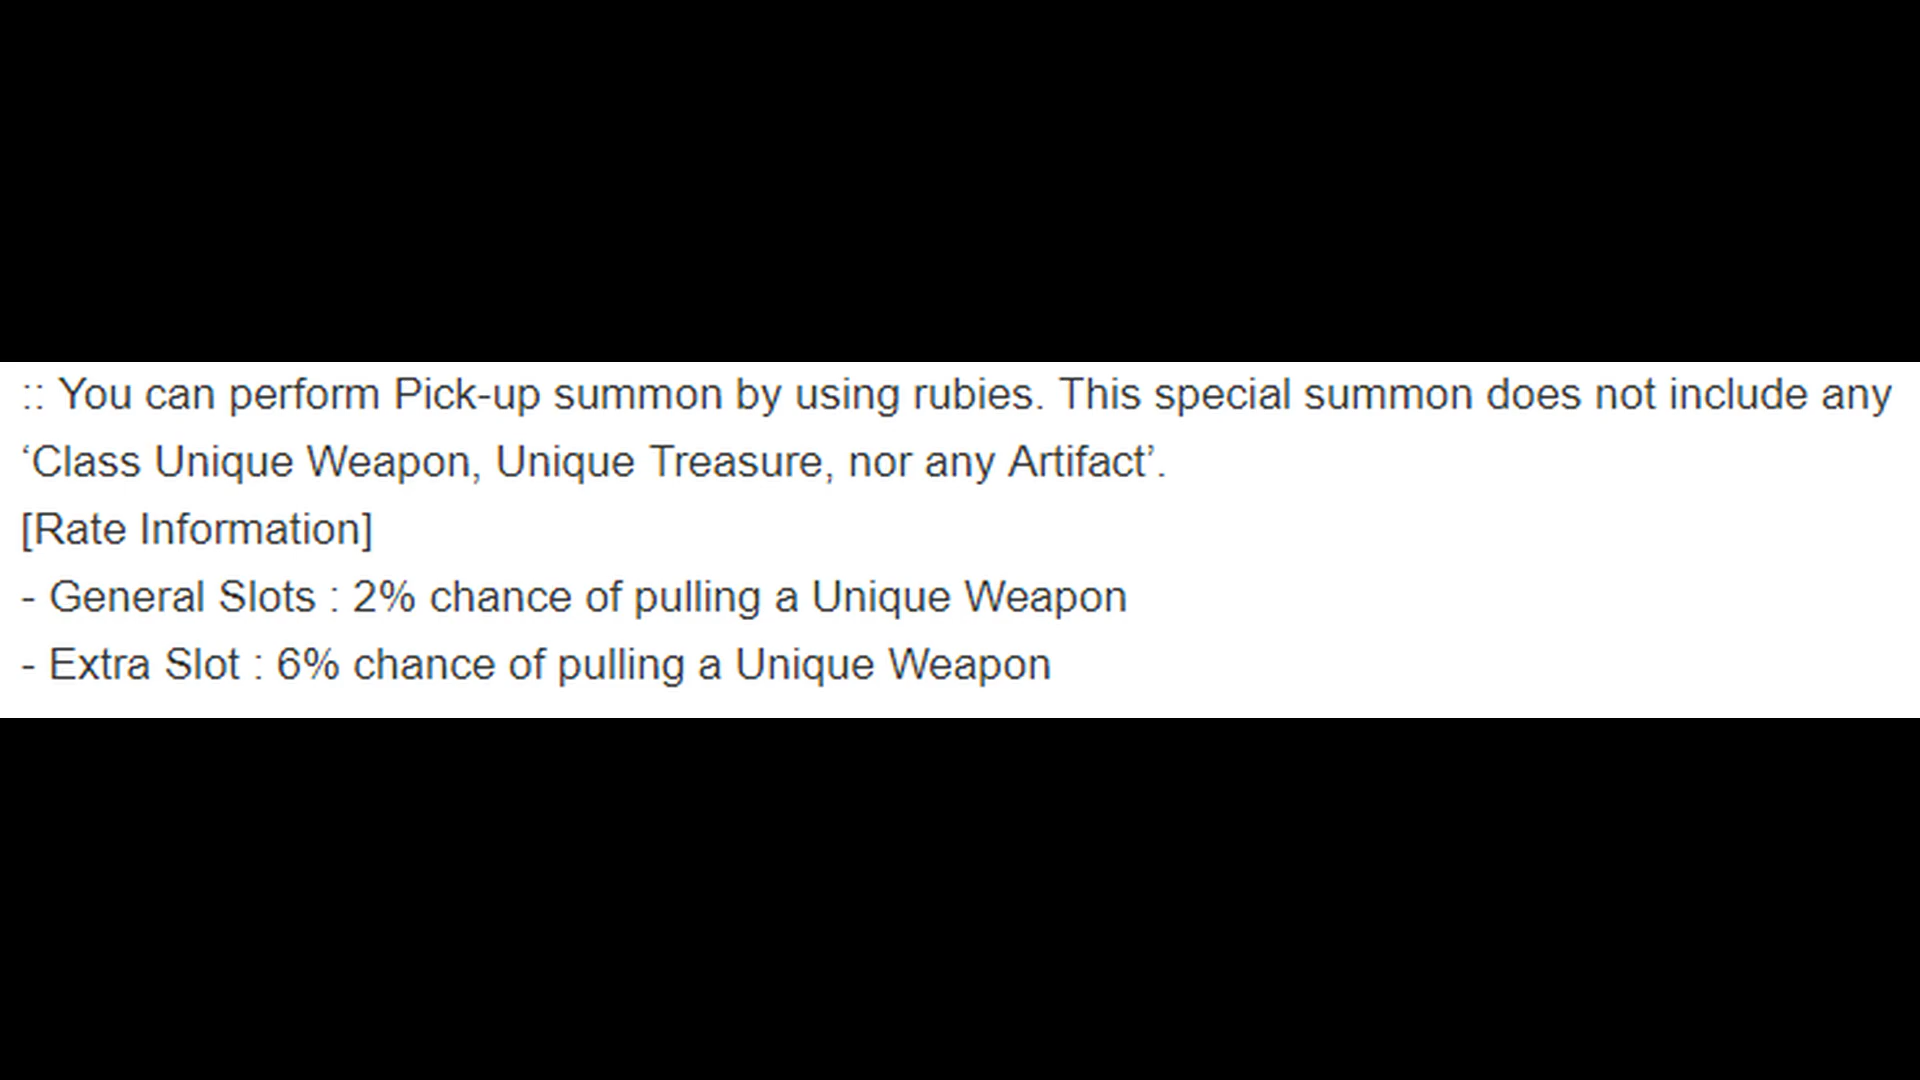 :: You can perform Pick-up summon by using rubies. This special summon does not include any
‘Class Unique Weapon, Unique Treasure, nor any Artifact’.
[Rate Information]
- General Slots : 2% chance of pulling a Unique Weapon
- Extra Slot : 6% chance of pulling a Unique Weapon